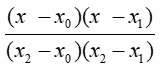 (x − x₀)(x − x₁)
(x₂ − x₀)(x₂ − x₁)